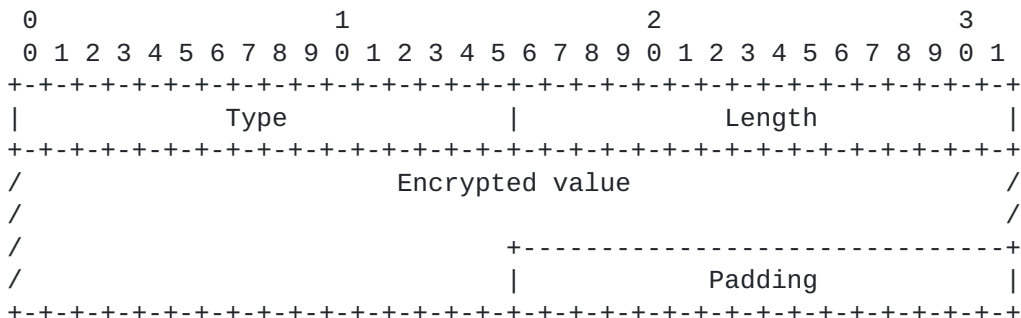 0                   1                   2                   3
 0 1 2 3 4 5 6 7 8 9 0 1 2 3 4 5 6 7 8 9 0 1 2 3 4 5 6 7 8 9 0 1
+-+-+-+-+-+-+-+-+-+-+-+-+-+-+-+-+-+-+-+-+-+-+-+-+-+-+-+-+-+-+-+-+
|             Type              |             Length            |
+-+-+-+-+-+-+-+-+-+-+-+-+-+-+-+-+-+-+-+-+-+-+-+-+-+-+-+-+-+-+-+-+
/                        Encrypted value                        /
/                                                               /
/                               +-------------------------------+
/                               |            Padding            |
+-+-+-+-+-+-+-+-+-+-+-+-+-+-+-+-+-+-+-+-+-+-+-+-+-+-+-+-+-+-+-+-+